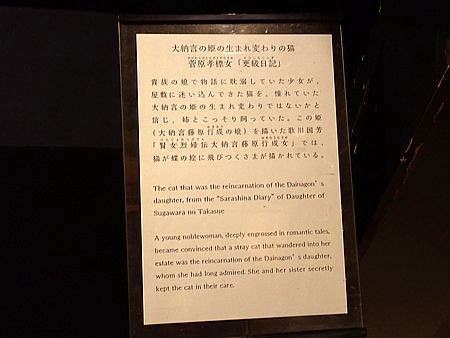 大納言の姫の生まれ変わりの猫
菅原孝標女「更級日記」
貴族の娘で物語に耽溺していた少女が、
屋敷に迷い込んできた猫を、憧れていた
大納言の姫の生まれ変わりではないかと
信じ、姉とこっそり飼っていた。この姫
(大納言藤原行成の娘)を描いた歌川国芳
「賢女烈婦伝大納言藤原行成女」では、
猫が蝶の絵に飛びつくさまが描かれている。
The cat that was the reincarnation of the Dainagon's
daughter, from the "Sarashina Diary" of Daughter of
Sugawara no Takasue
A young noblewoman, deeply engrossed in romantic tales,
became convinced that a stray cat that wandered into her
estate was the reincarnation of the Dainagon's daughter,
whom she had long admired. She and her sister secretly
kept the cat in their care.